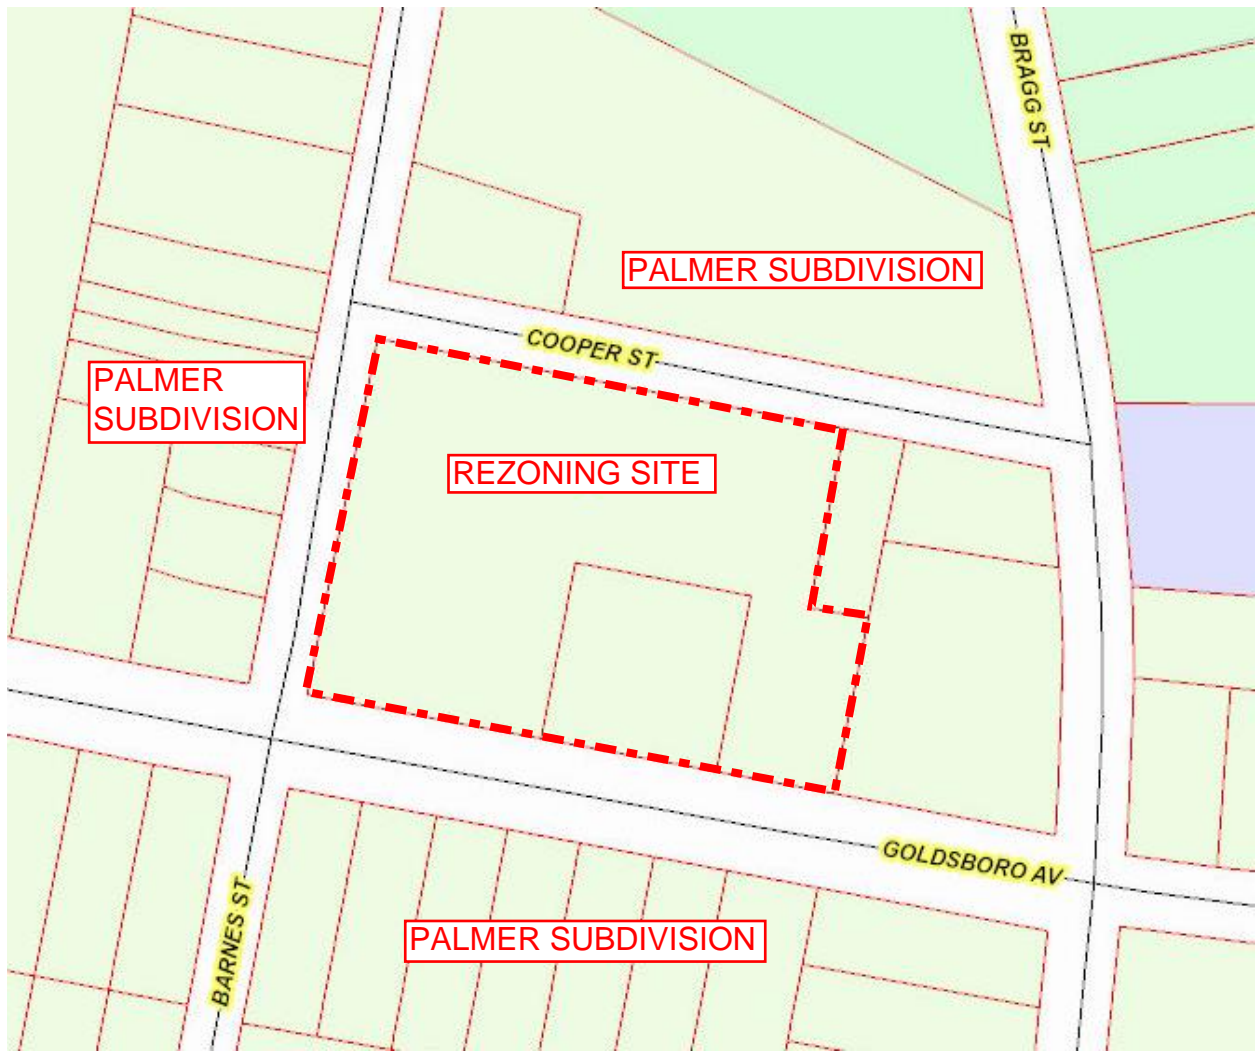 BRAGG ST
PALMER SUBDIVISION
COOPER ST
PALMER
SUBDIVISION
REZONING SITE
GOLDSBORO AV
BARNES ST
PALMER SUBDIVISION